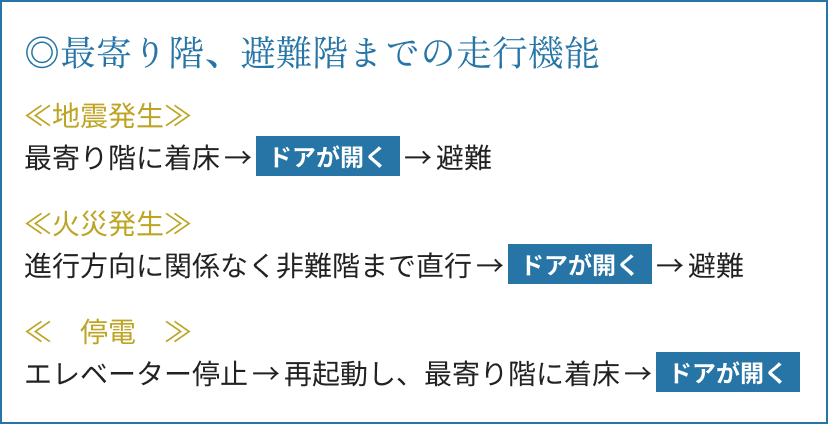 ◎最寄り階、避難階までの走行機能
≪地震発生≫
最寄り階に着床→ドアが開く→避難
≪火災発生≫
進行方向に関係なく非難階まで直行→ドアが開く→避難
≪　停電　≫
エレベーター停止→再起動し、最寄り階に着床→ドアが開く